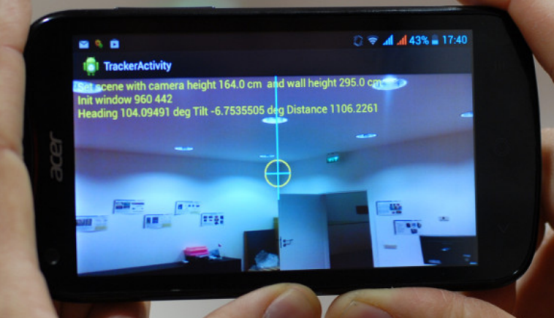 43% 17:40
TrackerActivity
Set scene with camera height 164.0 cm and wall height 295.0 cm
Init window 960 442
Heading 104.09491 deg Tilt -6.7535505 deg Distance 1106.2261
acer